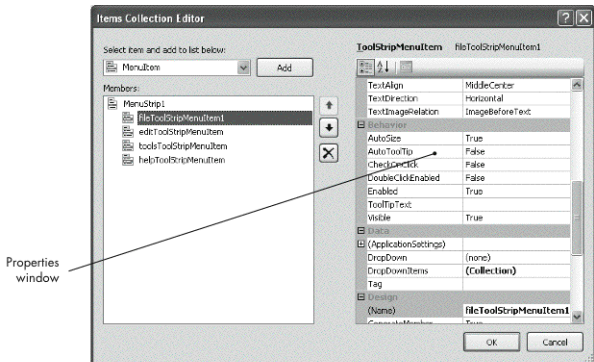 Items Collection Editor
Select item and add to list below:
MenuItem
Add
Members:
MenuStrip1
fileToolStripMenuItem1
editToolStripMenuItem
toolsToolStripMenuItem
helpToolStripMenuItem
ToolStripMenuItem fileToolStripMenuItem1
TextAlign MiddleCenter
TextDirection Horizontal
TextImageRelation ImageBeforeText
Behavior
AutoSize True
AutoToolTip False
CheckOnClick False
DoubleClickEnabled False
Enabled True
ToolTipText
Visible True
Data
(ApplicationSettings)
DropDown (none)
DropDownItems (Collection)
Tag
Design
(Name) fileToolStripMenuItem1
GenerateMember True
OK Cancel
Properties
window